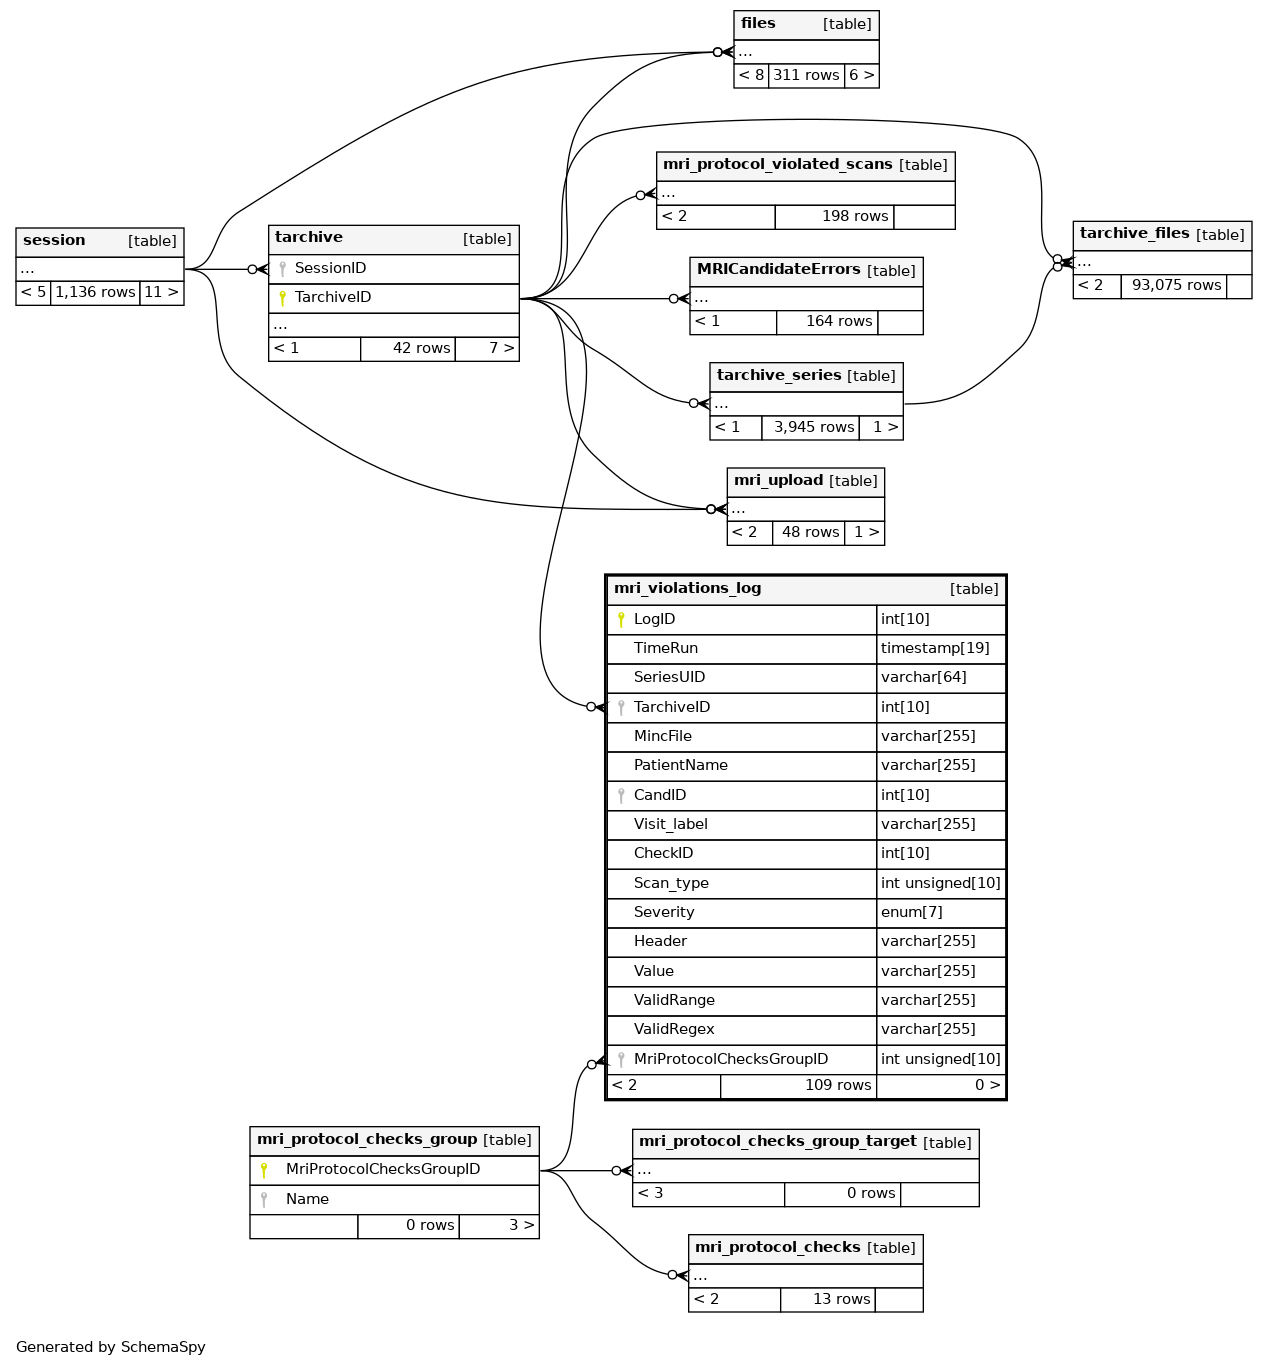 files [table]
...
< 8 311 rows 6 >
mri_protocol_violated_scans [table]
...
< 2 198 rows
session [table]
...
< 5 1,136 rows 11 >
tarchive [table]
SessionID
TarchiveID
...
< 1 42 rows 7 >
tarchive_files [table]
...
< 2 93,075 rows
MRICandidateErrors [table]
...
< 1 164 rows
tarchive_series [table]
...
< 1 3,945 rows 1 >
mri_upload [table]
...
< 2 48 rows 1 >
mri_violations_log [table]
LogID int[10]
TimeRun timestamp[19]
SeriesUID varchar[64]
TarchiveID int[10]
MincFile varchar[255]
PatientName varchar[255]
CandID int[10]
Visit_label varchar[255]
CheckID int[10]
Scan_type int unsigned[10]
Severity enum[7]
Header varchar[255]
Value varchar[255]
ValidRange varchar[255]
ValidRegex varchar[255]
MriProtocolChecksGroupID int unsigned[10]
< 2 109 rows 0 >
mri_protocol_checks_group [table]
MriProtocolChecksGroupID
Name
0 rows 3 >
mri_protocol_checks_group_target [table]
...
< 3 0 rows
mri_protocol_checks [table]
...
< 2 13 rows
Generated by SchemaSpy